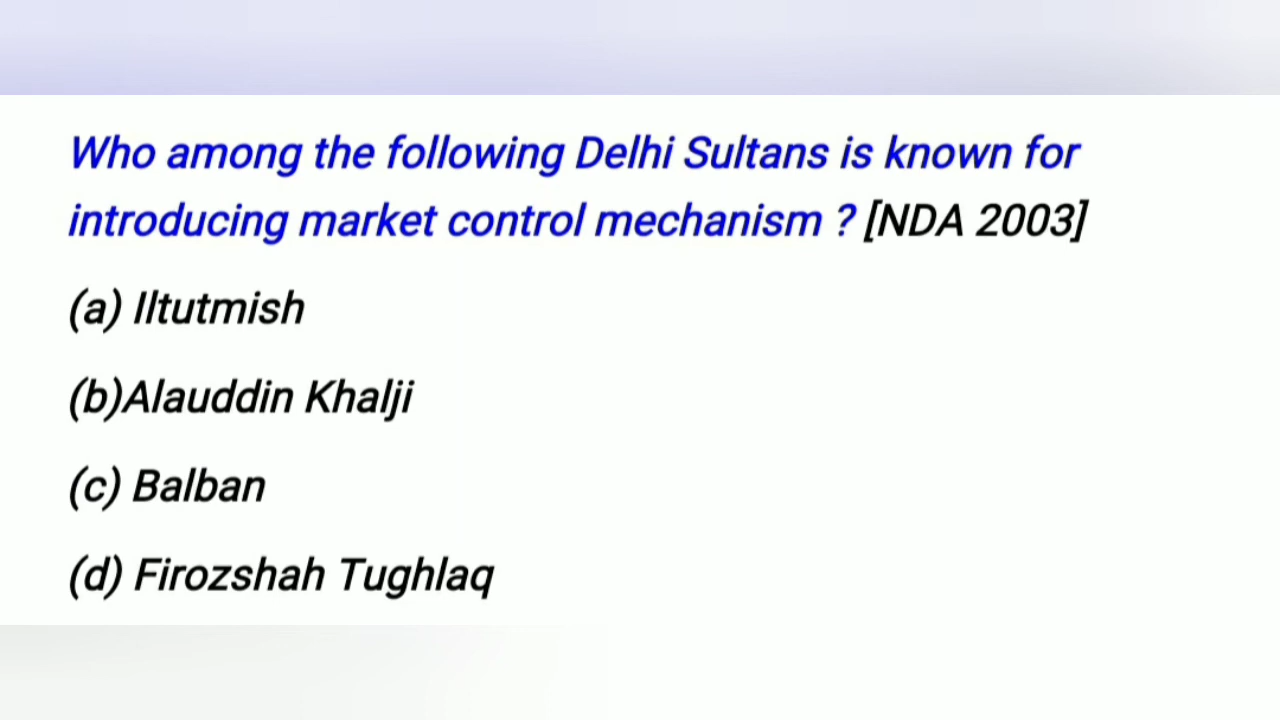 Who among the following Delhi Sultans is known for
introducing market control mechanism ? [NDA 2003]
(a) Iltutmish
(b)Alauddin Khalji
(c) Balban
(d) Firozshah Tughlaq